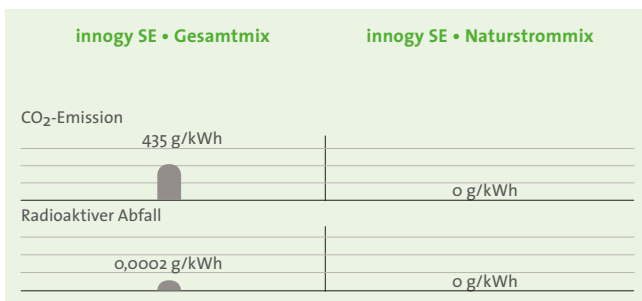 innogy SE • Gesamtmix innogy SE • Naturstrommix
CO₂-Emission
435 g/kWh
0 g/kWh
Radioaktiver Abfall
0,0002 g/kWh
0 g/kWh